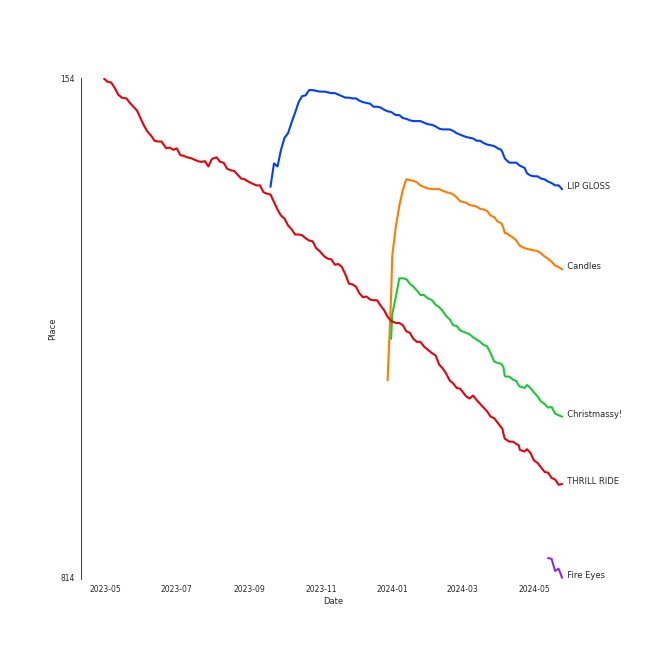 154
LIP GLOSS
Candles
Place
Christmassy!
THRILL RIDE
Fire Eyes
814
2023-05 2023-07 2023-09 2023-11 2024-01 2024-03 2024-05
Date